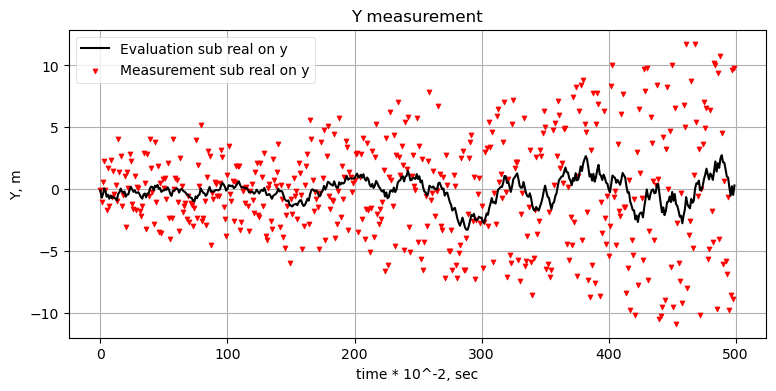 Y measurement
Evaluation sub real on y
Measurement sub real on y
10
5
0
−5
−10
Y, m
0 100 200 300 400 500
time * 10^-2, sec